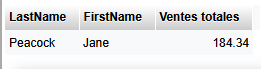 LastName FirstName Ventes totales
Peacock Jane 184.34